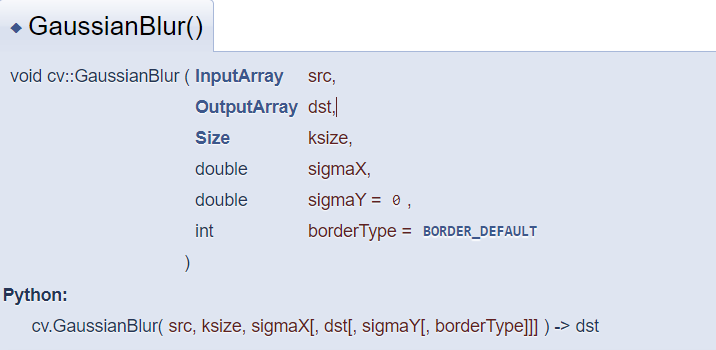 ◆ GaussianBlur()
void cv::GaussianBlur ( InputArray src,
OutputArray dst,
Size ksize,
double sigmaX,
double sigmaY = 0 ,
int borderType = BORDER_DEFAULT
)
Python:
cv.GaussianBlur( src, ksize, sigmaX[, dst[, sigmaY[, borderType]]] ) -> dst